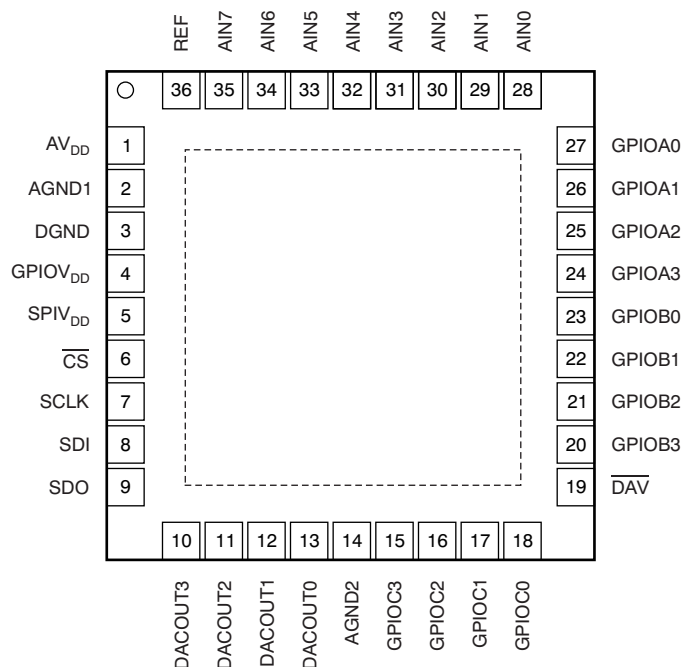 REF AIN7 AIN6 AIN5 AIN4 AIN3 AIN2 AIN1 AIN0
36 35 34 33 32 31 30 29 28
AVDD 1 27 GPIOA0
AGND1 2 26 GPIOA1
DGND 3 25 GPIOA2
GPIOVDD 4 24 GPIOA3
SPIVDD 5 23 GPIOB0
C̅S̅ 6 22 GPIOB1
SCLK 7 21 GPIOB2
SDI 8 20 GPIOB3
SDO 9 19 D̅A̅V̅
10 11 12 13 14 15 16 17 18
DACOUT3 DACOUT2 DACOUT1 DACOUT0 AGND2 GPIOC3 GPIOC2 GPIOC1 GPIOC0